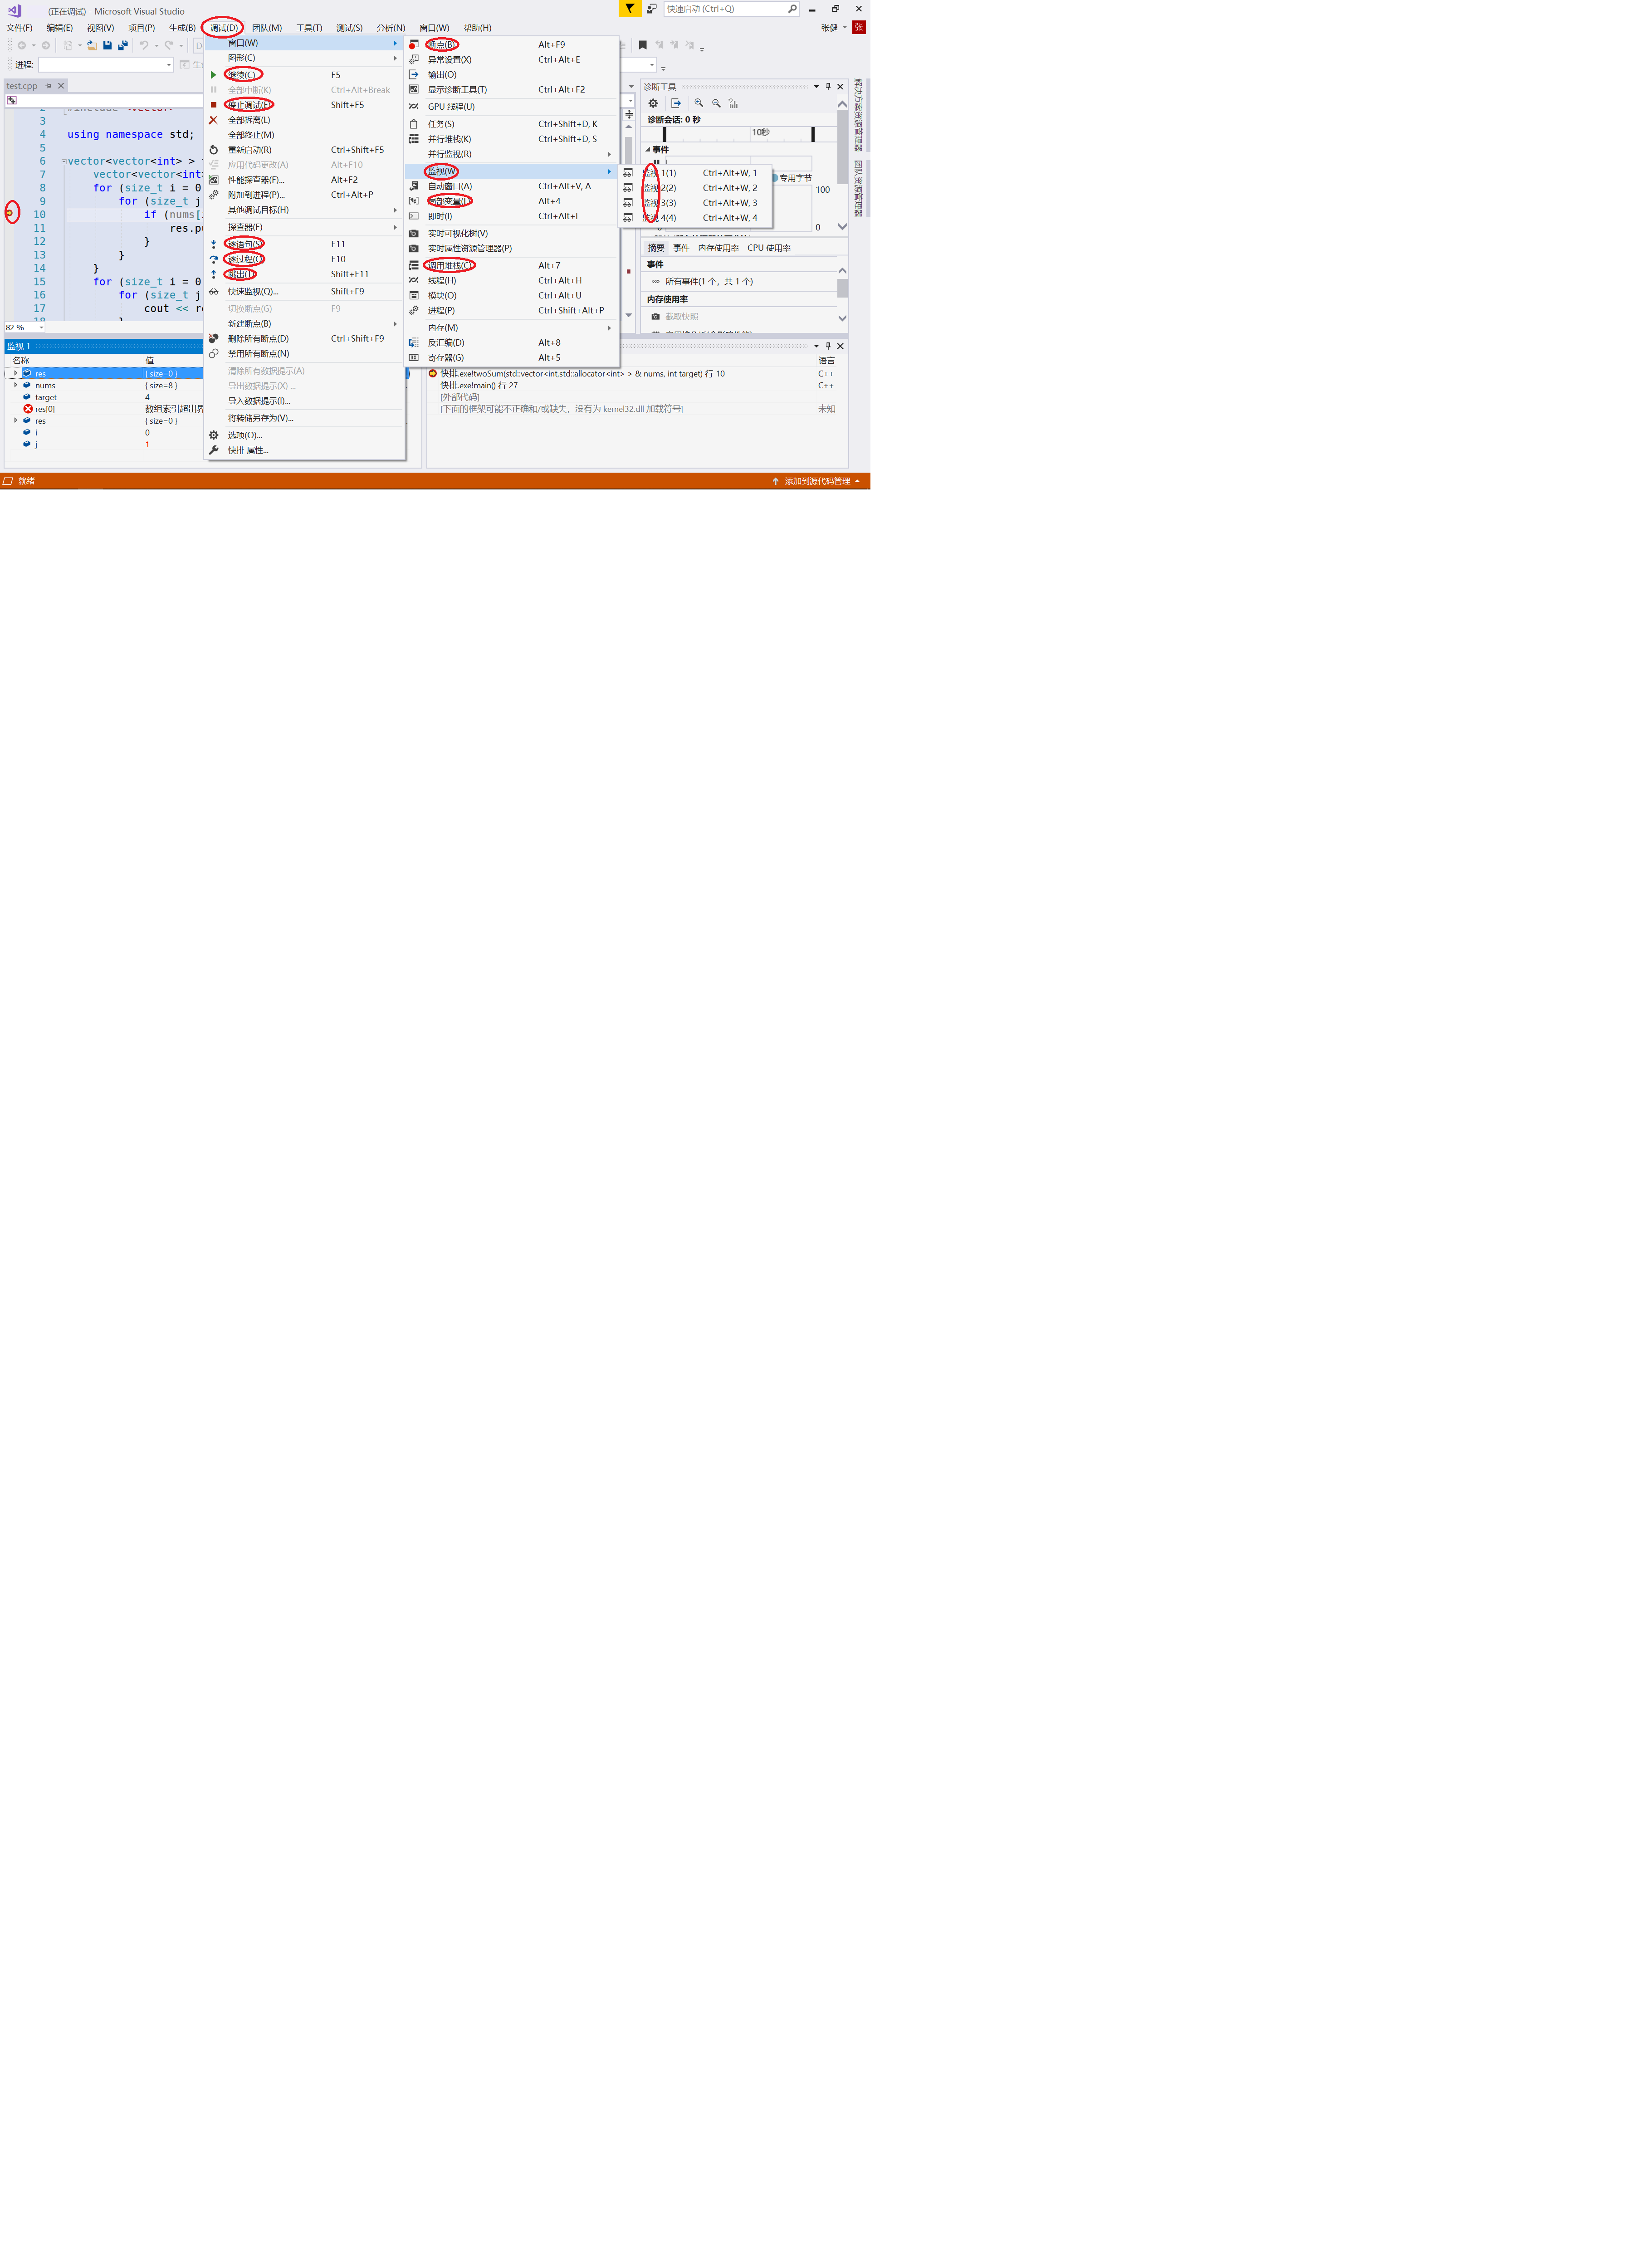 (正在调试) - Microsoft Visual Studio
快速启动 (Ctrl+Q)
文件(F) 编辑(E) 视图(V) 项目(P) 生成(B) 调试(D) 团队(M) 工具(T) 测试(S) 分析(N) 窗口(W) 帮助(H) 张健 张
进程:
test.cpp
2 #include <vector>
3
4 using namespace std;
5
6 vector<vector<int> >
7 vector<vector<int>
8 for (size_t i = 0
9 for (size_t j
10 if (nums[
11 res.pu
12 }
13 }
14 }
15 for (size_t i = 0
16 for (size_t j
17 cout << re
18 }
82 %
窗口(W)
图形(C)
继续(C) F5
全部中断(K) Ctrl+Alt+Break
停止调试(E) Shift+F5
全部拆离(L)
全部终止(M)
重新启动(R) Ctrl+Shift+F5
应用代码更改(A) Alt+F10
性能探查器(F)... Alt+F2
附加到进程(P)... Ctrl+Alt+P
其他调试目标(H)
探查器(F)
逐语句(S) F11
逐过程(O) F10
跳出(T) Shift+F11
快速监视(Q)... Shift+F9
切换断点(G) F9
新建断点(B)
删除所有断点(D) Ctrl+Shift+F9
禁用所有断点(N)
清除所有数据提示(A)
导出数据提示(X) ...
导入数据提示(I)...
将转储另存为(V)...
选项(O)...
快排 属性...
断点(B) Alt+F9
异常设置(X) Ctrl+Alt+E
输出(O)
显示诊断工具(T) Ctrl+Alt+F2
GPU 线程(U)
任务(S) Ctrl+Shift+D, K
并行堆栈(K) Ctrl+Shift+D, S
并行监视(R)
监视(W)
自动窗口(A) Ctrl+Alt+V, A
局部变量(L) Alt+4
即时(I) Ctrl+Alt+I
实时可视化树(V)
实时属性资源管理器(P)
调用堆栈(C) Alt+7
线程(H) Ctrl+Alt+H
模块(O) Ctrl+Alt+U
进程(P) Ctrl+Shift+Alt+P
内存(M)
反汇编(D) Alt+8
寄存器(G) Alt+5
监视 1(1) Ctrl+Alt+W, 1
监视 2(2) Ctrl+Alt+W, 2
监视 3(3) Ctrl+Alt+W, 3
监视 4(4) Ctrl+Alt+W, 4
诊断工具
诊断会话: 0 秒
10秒
事件
专用字节
100
0
摘要 事件 内存使用率 CPU 使用率
事件
所有事件(1 个，共 1 个)
内存使用率
截取快照
解决方案资源管理器
团队资源管理器
监视 1
名称 值
res { size=0 }
nums { size=8 }
target 4
res[0] 数组索引超出界
res { size=0 }
i 0
j 1
语言
快排.exe!twoSum(std::vector<int,std::allocator<int> > & nums, int target) 行 10 C++
快排.exe!main() 行 27 C++
[外部代码]
[下面的框架可能不正确和/或缺失，没有为 kernel32.dll 加载符号] 未知
就绪
添加到源代码管理